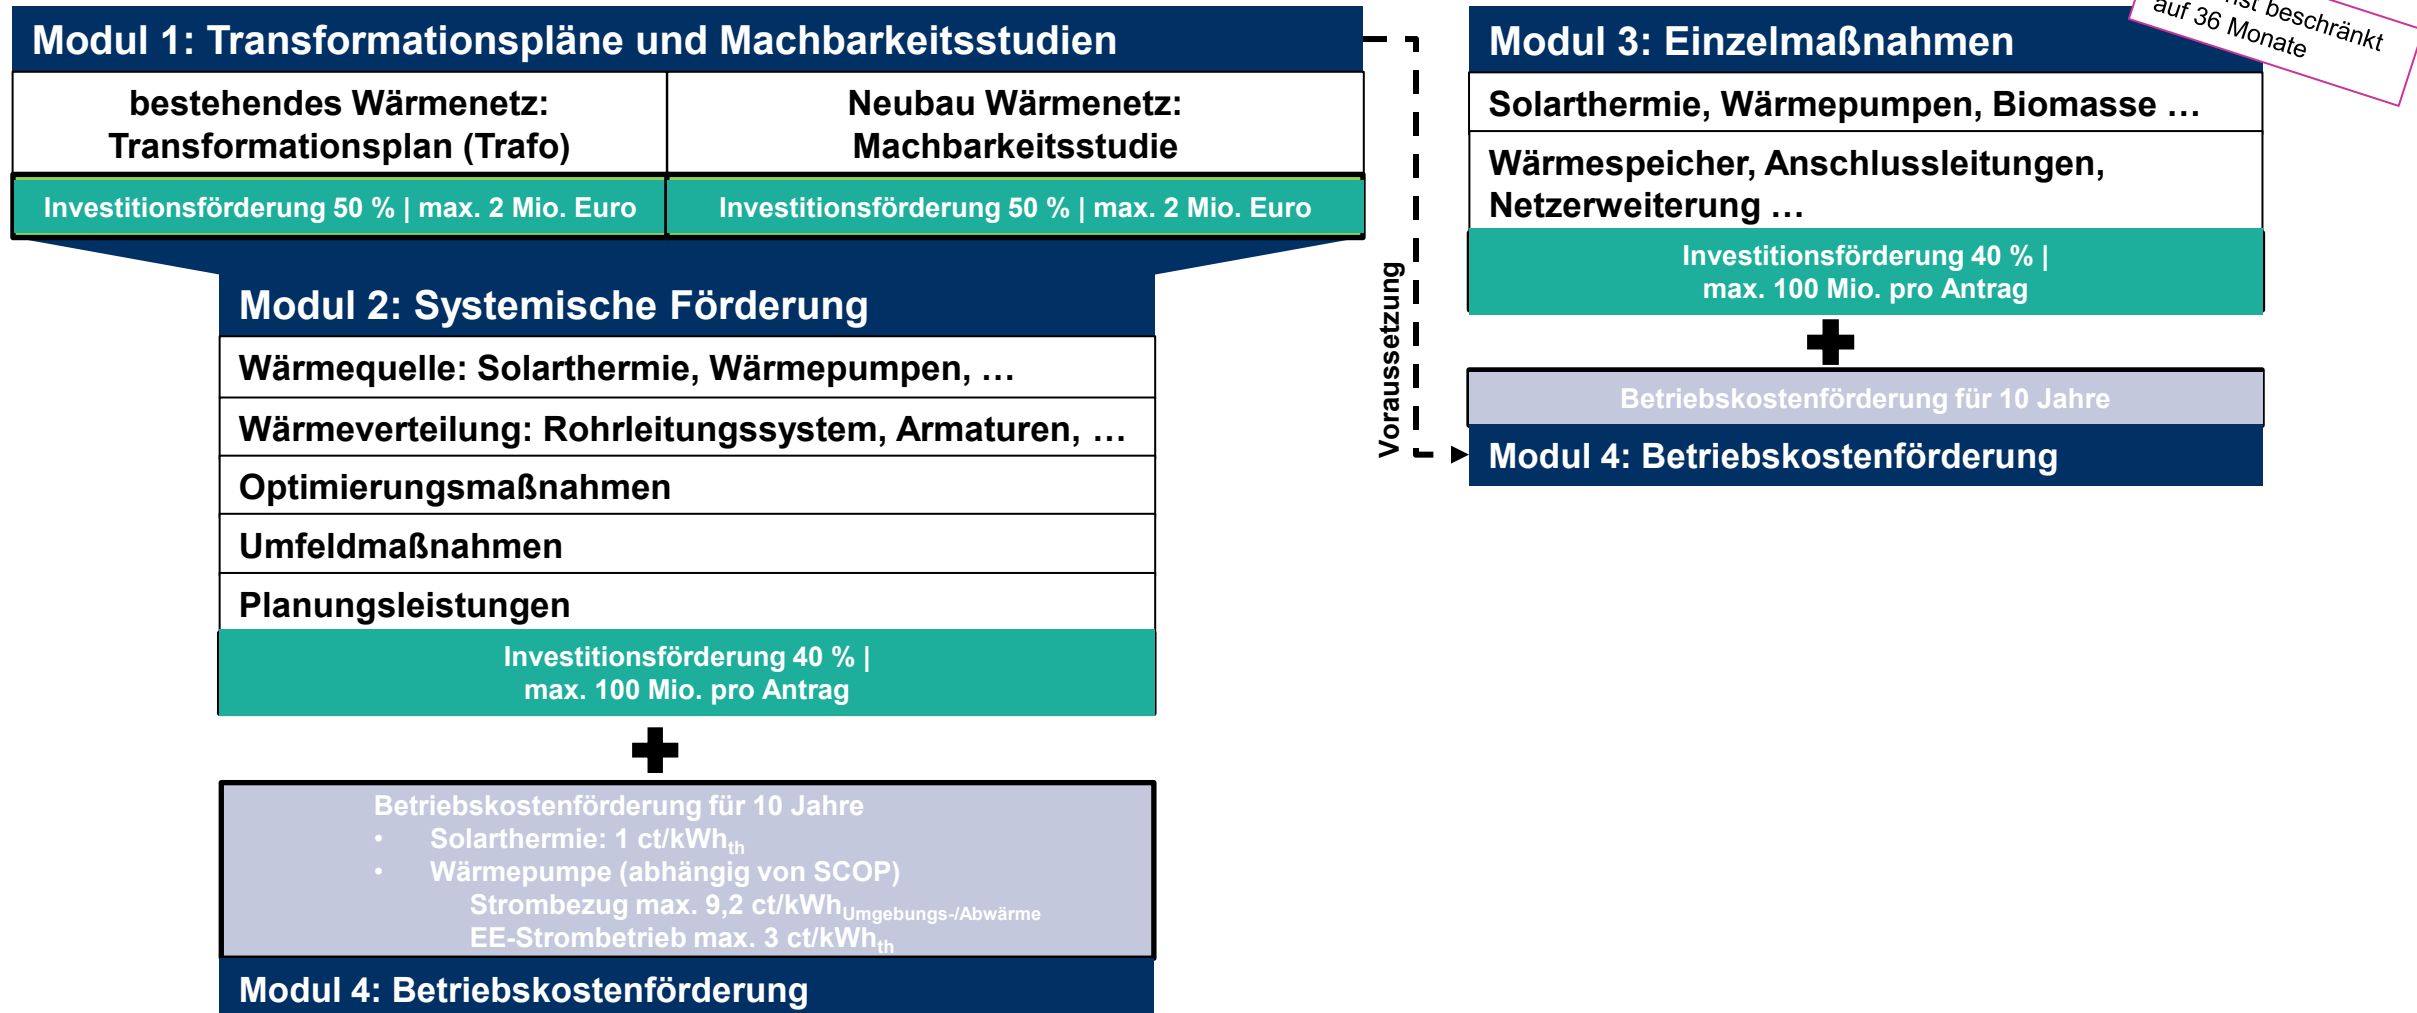 Modul 1: Transformationspläne und Machbarkeitsstudien
bestehendes Wärmenetz:
Transformationsplan (Trafo)
Neubau Wärmenetz:
Machbarkeitsstudie
Investitionsförderung 50 % | max. 2 Mio. Euro
Investitionsförderung 50 % | max. 2 Mio. Euro
Modul 2: Systemische Förderung
Wärmequelle: Solarthermie, Wärmepumpen, …
Wärmeverteilung: Rohrleitungssystem, Armaturen, …
Optimierungsmaßnahmen
Umfeldmaßnahmen
Planungsleistungen
Investitionsförderung 40 % |
max. 100 Mio. pro Antrag
Betriebskostenförderung für 10 Jahre
• Solarthermie: 1 ct/kWhth
• Wärmepumpe (abhängig von SCOP)
Strombezug max. 9,2 ct/kWhUmgebungs-/Abwärme
EE-Strombetrieb max. 3 ct/kWhth
Modul 4: Betriebskostenförderung
Voraussetzung
Modul 3: Einzelmaßnahmen
beschränkt
auf 36 Monate
Solarthermie, Wärmepumpen, Biomasse …
Wärmespeicher, Anschlussleitungen,
Netzerweiterung …
Investitionsförderung 40 % |
max. 100 Mio. pro Antrag
Betriebskostenförderung für 10 Jahre
Modul 4: Betriebskostenförderung